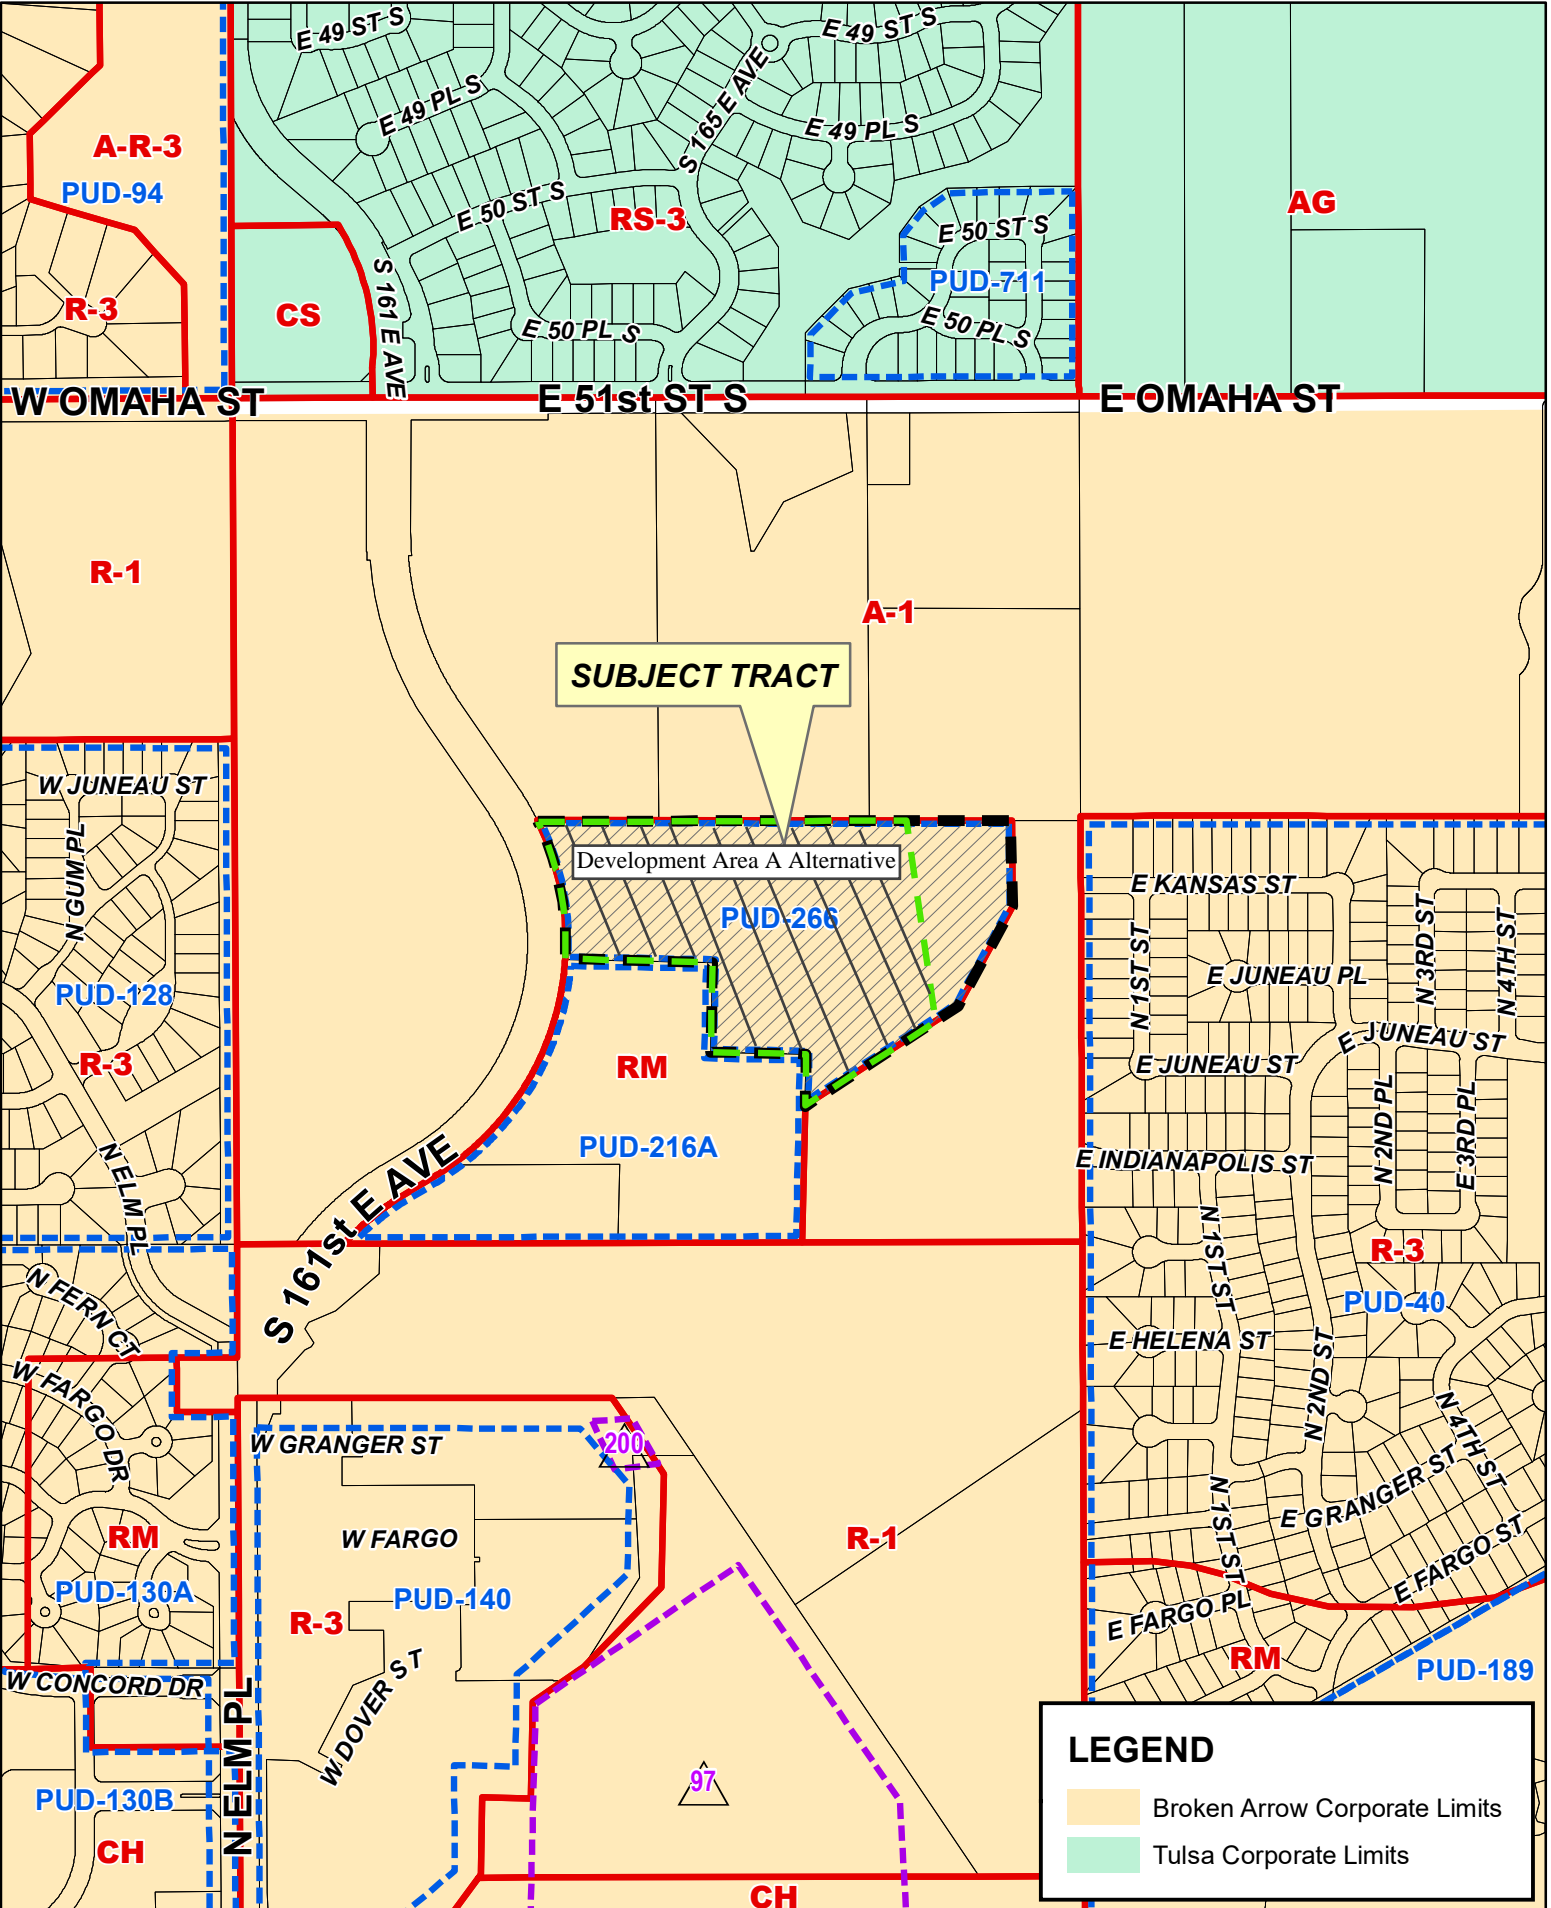 E 49 ST S
E 49 ST S
E 49 PL S
S 165 E AVE
E 49 PL S
A-R-3
PUD-94
E 50 ST S
RS-3
AG
E 50 ST S
PUD-711
R-3
CS
S 161 E AVE
E 50 PL S
E 50 PL S
W OMAHA ST
E 51st ST S
E OMAHA ST
R-1
A-1
SUBJECT TRACT
W JUNEAU ST
N GUM PL
Development Area A Alternative
PUD-266
E KANSAS ST
N 1ST ST
N 3RD ST
N 4TH ST
E JUNEAU PL
PUD-128
R-3
RM
E JUNEAU ST
E JUNEAU ST
N 2ND PL
E 3RD PL
PUD-216A
N ELM PL
S 161st E AVE
E INDIANAPOLIS ST
N 1ST ST
R-3
PUD-40
N FERN CT
E HELENA ST
N 2ND ST
W FARGO DR
N 4TH ST
W GRANGER ST
200
E GRANGER ST
N 1ST ST
RM
W FARGO
R-1
E FARGO ST
PUD-130A
PUD-140
R-3
E FARGO PL
RM
PUD-189
W CONCORD DR
W DOVER ST
N ELM PL
97
PUD-130B
CH
CH
LEGEND
Broken Arrow Corporate Limits
Tulsa Corporate Limits